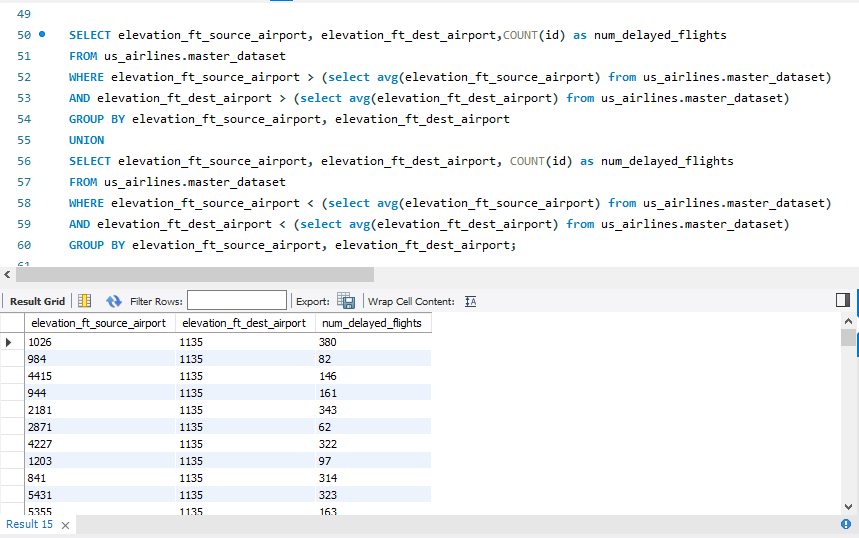 49
50 SELECT elevation_ft_source_airport, elevation_ft_dest_airport,COUNT(id) as num_delayed_flights
51 FROM us_airlines.master_dataset
52 WHERE elevation_ft_source_airport > (select avg(elevation_ft_source_airport) from us_airlines.master_dataset)
53 AND elevation_ft_dest_airport > (select avg(elevation_ft_dest_airport) from us_airlines.master_dataset)
54 GROUP BY elevation_ft_source_airport, elevation_ft_dest_airport
55 UNION
56 SELECT elevation_ft_source_airport, elevation_ft_dest_airport, COUNT(id) as num_delayed_flights
57 FROM us_airlines.master_dataset
58 WHERE elevation_ft_source_airport < (select avg(elevation_ft_source_airport) from us_airlines.master_dataset)
59 AND elevation_ft_dest_airport < (select avg(elevation_ft_dest_airport) from us_airlines.master_dataset)
60 GROUP BY elevation_ft_source_airport, elevation_ft_dest_airport;
61
Result Grid Filter Rows: Export: Wrap Cell Content: IA
elevation_ft_source_airport elevation_ft_dest_airport num_delayed_flights
1026 1135 380
984 1135 82
4415 1135 146
944 1135 161
2181 1135 343
2871 1135 62
4227 1135 322
1203 1135 97
841 1135 314
5431 1135 323
5355 1135 163
Result 15